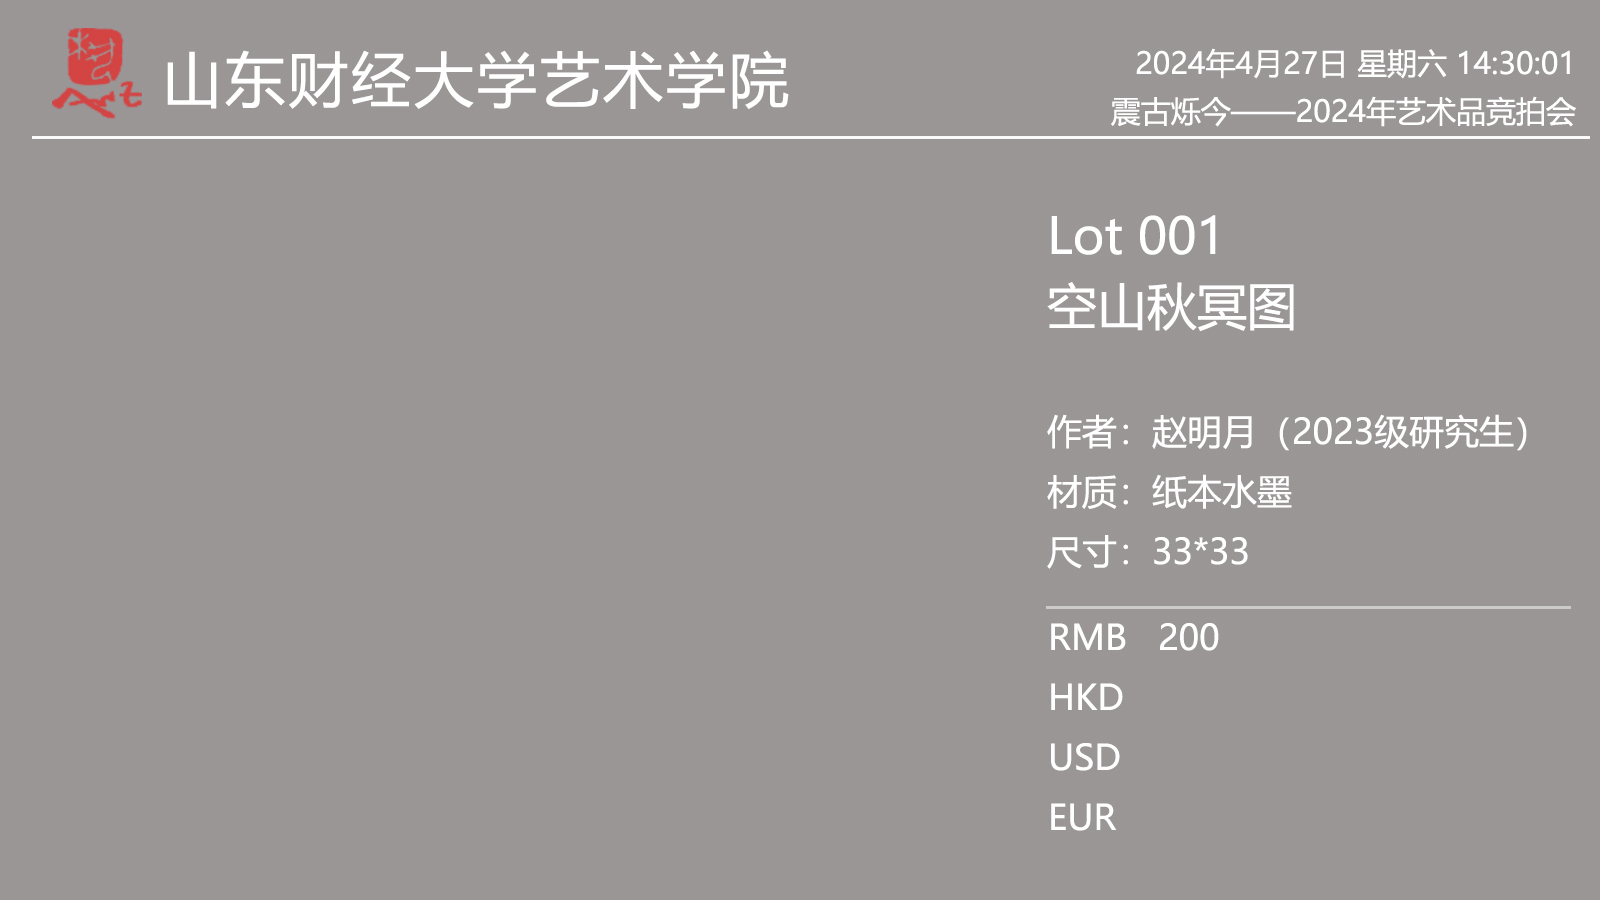 山东财经大学艺术学院
2024年4月27日 星期六 14:30:01
震古烁今——2024年艺术品竞拍会
Lot 001
空山秋冥图
作者：赵明月（2023级研究生）
材质：纸本水墨
尺寸：33*33
RMB 200
HKD
USD
EUR